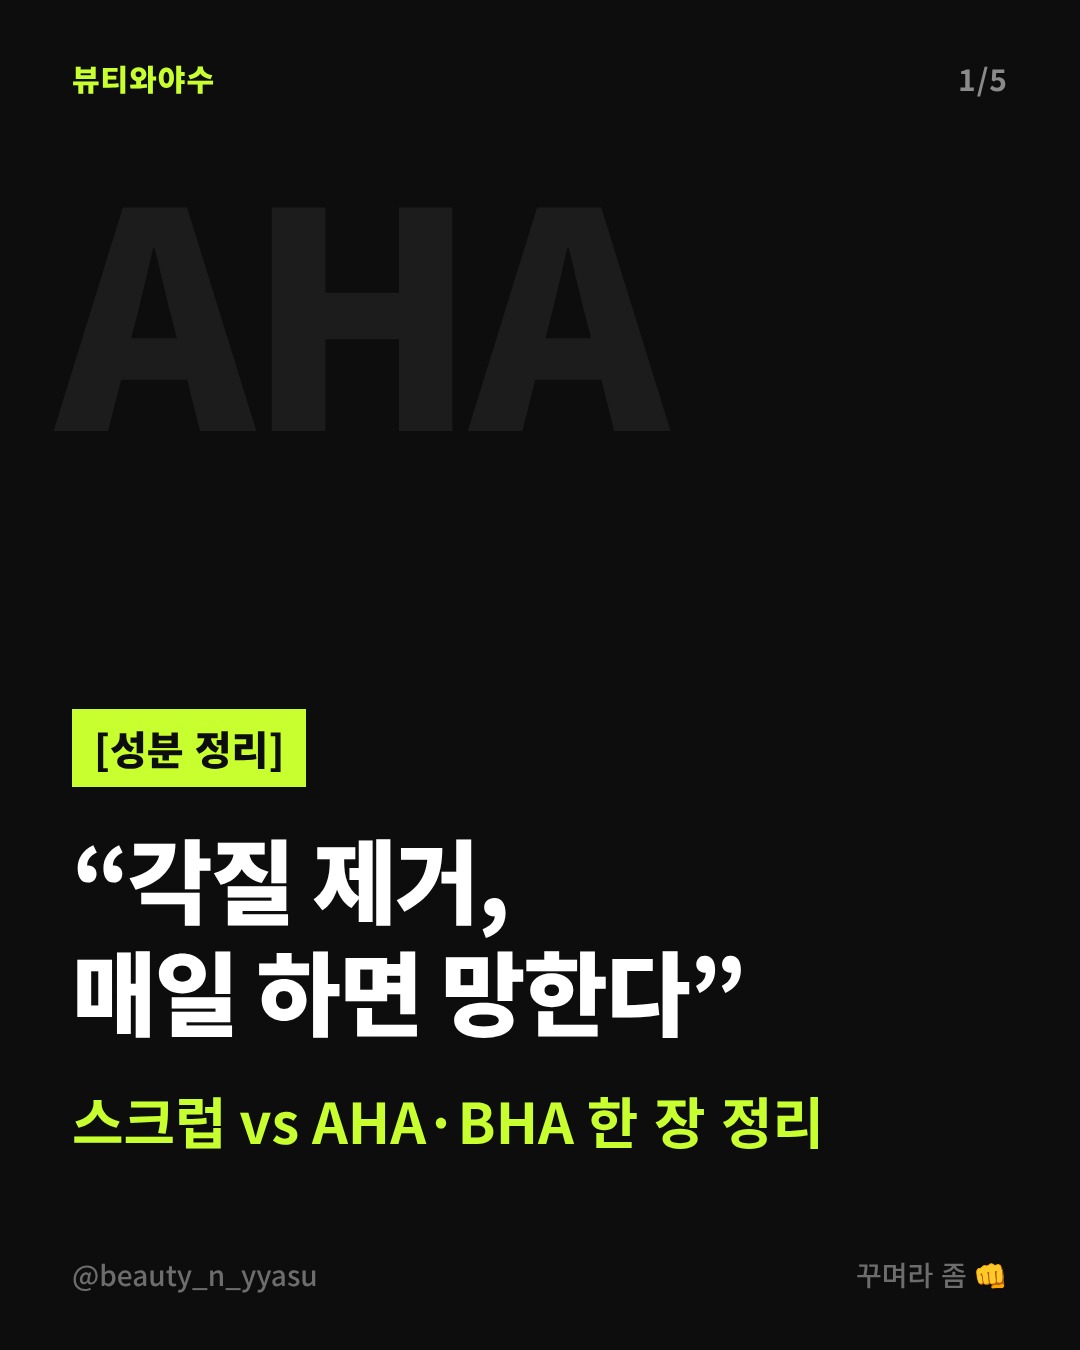 뷰티와야수
1/5
AHA
[성분 정리]
“각질 제거,
매일 하면 망한다”
스크럽 vs AHA·BHA 한 장 정리
@beauty_n_yyasu
꾸며라 좀 👊